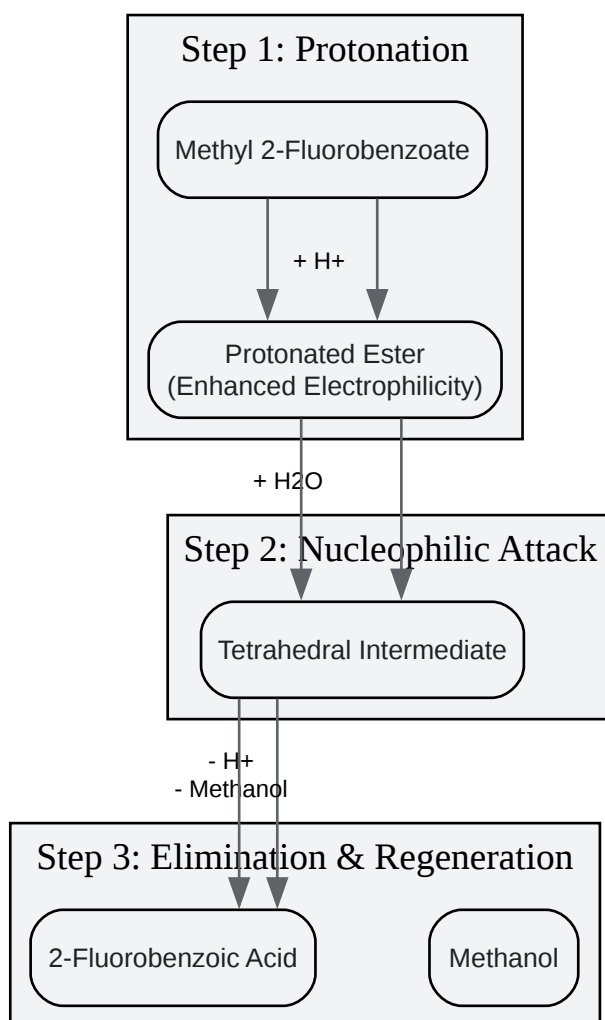 Step 1: Protonation
Methyl 2-Fluorobenzoate
+ H+
Protonated Ester
(Enhanced Electrophilicity)
+ H2O
Step 2: Nucleophilic Attack
Tetrahedral Intermediate
- H+
- Methanol
Step 3: Elimination & Regeneration
2-Fluorobenzoic Acid
Methanol